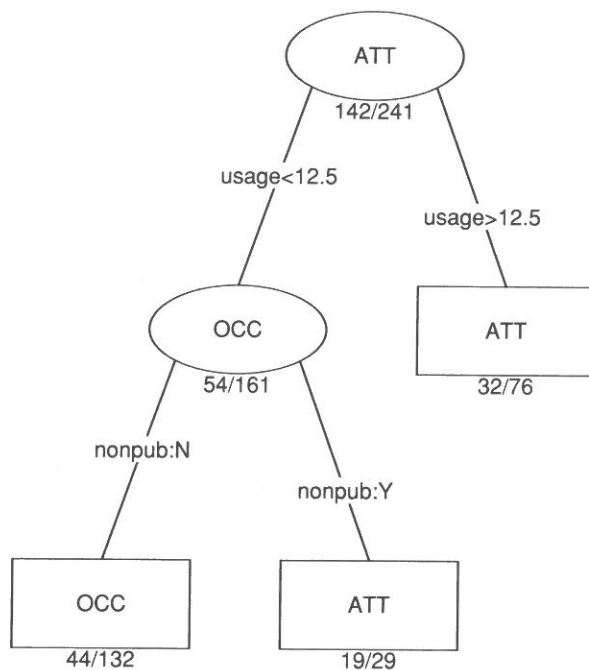 ATT
142/241
usage<12.5
usage>12.5
OCC
54/161
ATT
32/76
nonpub:N
nonpub:Y
OCC
44/132
ATT
19/29